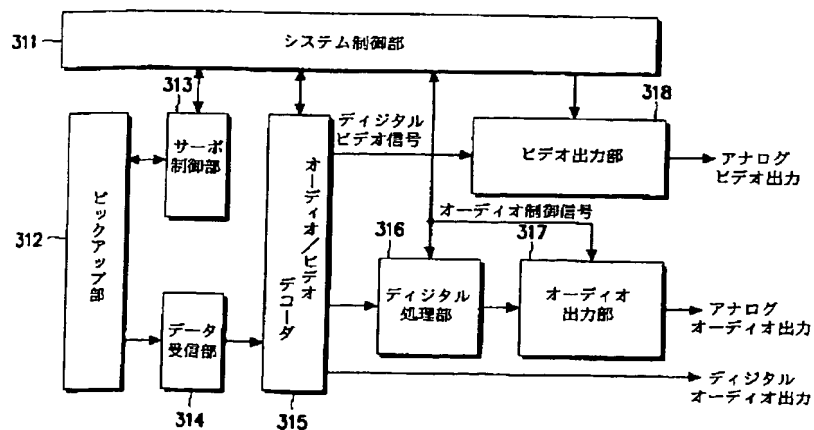 311
システム制御部
313
サーボ
制御部
ディジタル
ビデオ信号
318
ビデオ出力部
アナログ
ビデオ出力
312
ピックアップ部
オーディオ/ビデオ
デコーダ
オーディオ制御信号
316
ディジタル
処理部
317
オーディオ
出力部
アナログ
オーディオ出力
データ
受信部
314
315
ディジタル
オーディオ出力